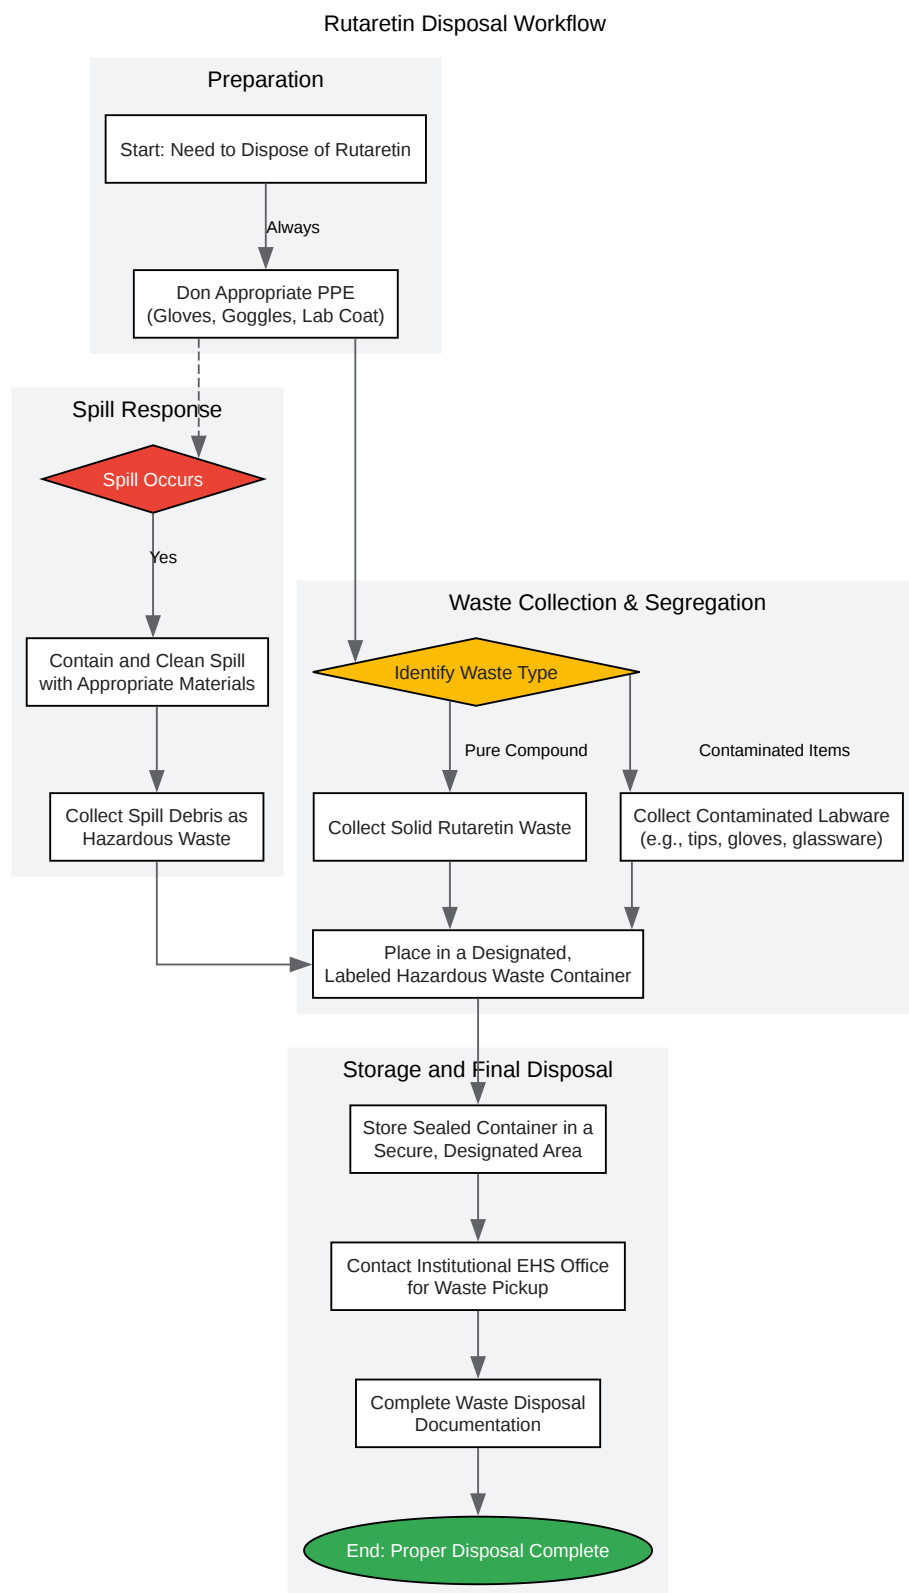 Rutaretin Disposal Workflow
Preparation
Start: Need to Dispose of Rutaretin
Always
Don Appropriate PPE
(Gloves, Goggles, Lab Coat)
Spill Response
Spill Occurs
Yes
Contain and Clean Spill
with Appropriate Materials
Collect Spill Debris as
Hazardous Waste
Waste Collection & Segregation
Identify Waste Type
Pure Compound
Contaminated Items
Collect Solid Rutaretin Waste
Collect Contaminated Labware
(e.g., tips, gloves, glassware)
Place in a Designated,
Labeled Hazardous Waste Container
Storage and Final Disposal
Store Sealed Container in a
Secure, Designated Area
Contact Institutional EHS Office
for Waste Pickup
Complete Waste Disposal
Documentation
End: Proper Disposal Complete